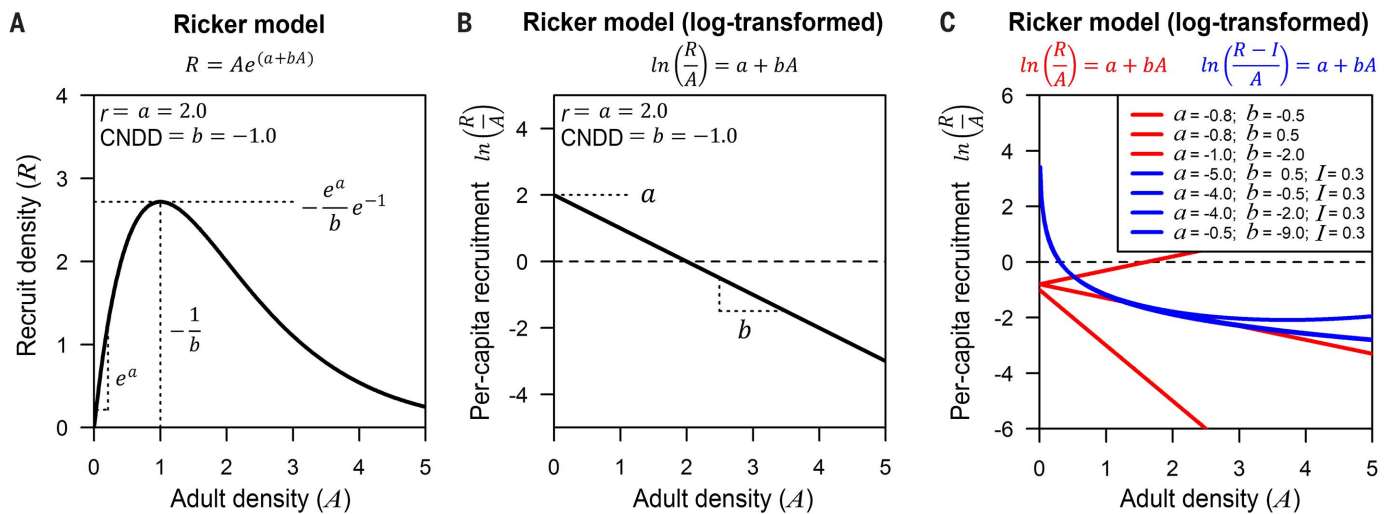 A
Ricker model
R = Ae^(a+bA)
r = a = 2.0
CNDD = b = −1.0
−e^a/b e^−1
−1/b
e^a
Recruit density (R)
4
3
2
1
0
0 1 2 3 4 5
Adult density (A)
B
Ricker model (log-transformed)
ln(R/A) = a + bA
r = a = 2.0
CNDD = b = −1.0
a
b
Per-capita recruitment ln(R/A)
4
2
0
-2
-4
0 1 2 3 4 5
Adult density (A)
C
Ricker model (log-transformed)
ln(R/A) = a + bA
ln((R − I)/A) = a + bA
a = -0.8; b = -0.5
a = -0.8; b = 0.5
a = -1.0; b = -2.0
a = -5.0; b = 0.5; I = 0.3
a = -4.0; b = -0.5; I = 0.3
a = -4.0; b = -2.0; I = 0.3
a = -0.5; b = -9.0; I = 0.3
Per-capita recruitment ln(R/A)
6
4
2
0
-2
-4
-6
0 1 2 3 4 5
Adult density (A)